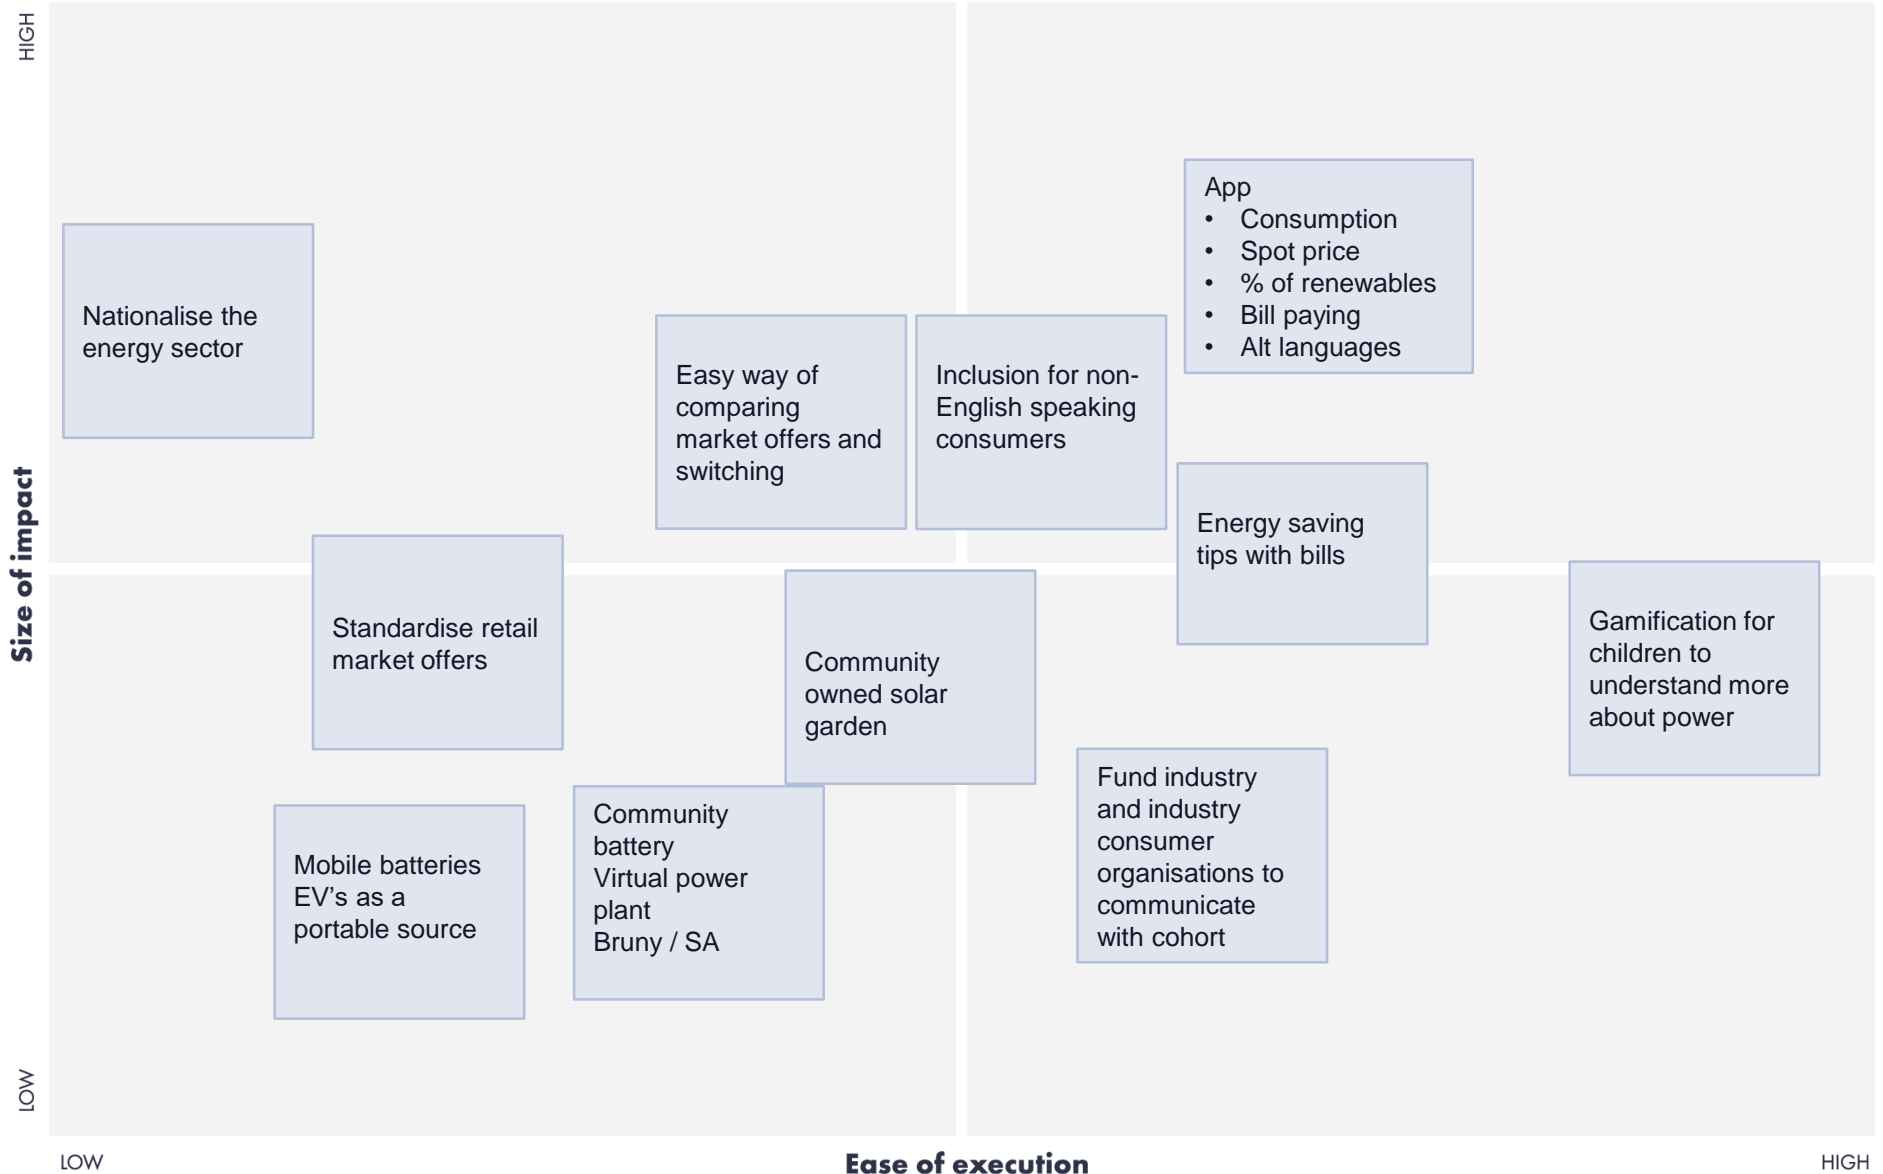 HIGH
App
• Consumption
• Spot price
• % of renewables
• Bill paying
• Alt languages
Nationalise the
energy sector
Easy way of
comparing
market offers and
switching
Inclusion for non-
English speaking
consumers
Energy saving
tips with bills
Size of impact
Standardise retail
market offers
Community
owned solar
garden
Gamification for
children to
understand more
about power
Mobile batteries
EV’s as a
portable source
Community
battery
Virtual power
plant
Bruny / SA
Fund industry
and industry
consumer
organisations to
communicate
with cohort
LOW
LOW
Ease of execution
HIGH